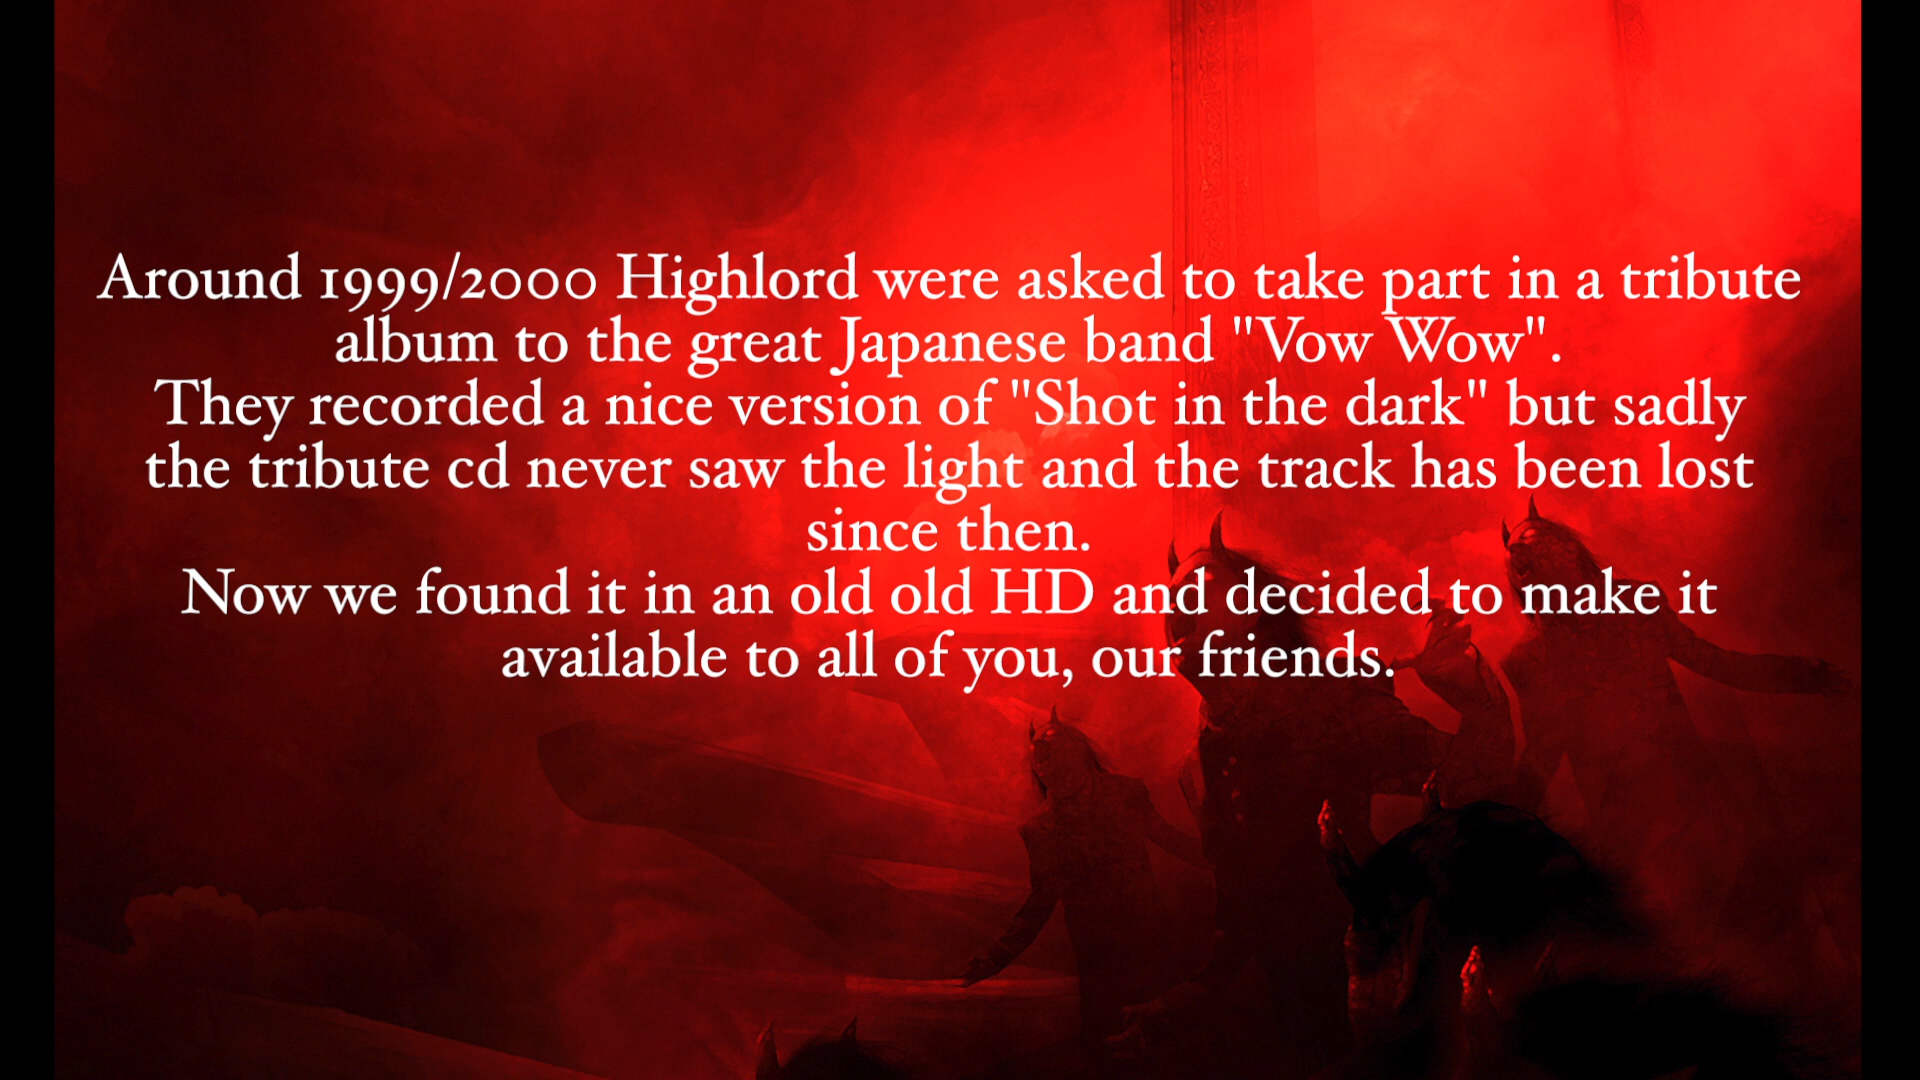 Around 1999/2000 Highlord were asked to take part in a tribute
album to the great Japanese band "Vow Wow".
They recorded a nice version of "Shot in the dark" but sadly
the tribute cd never saw the light and the track has been lost
since then.
Now we found it in an old old HD and decided to make it
available to all of you, our friends.